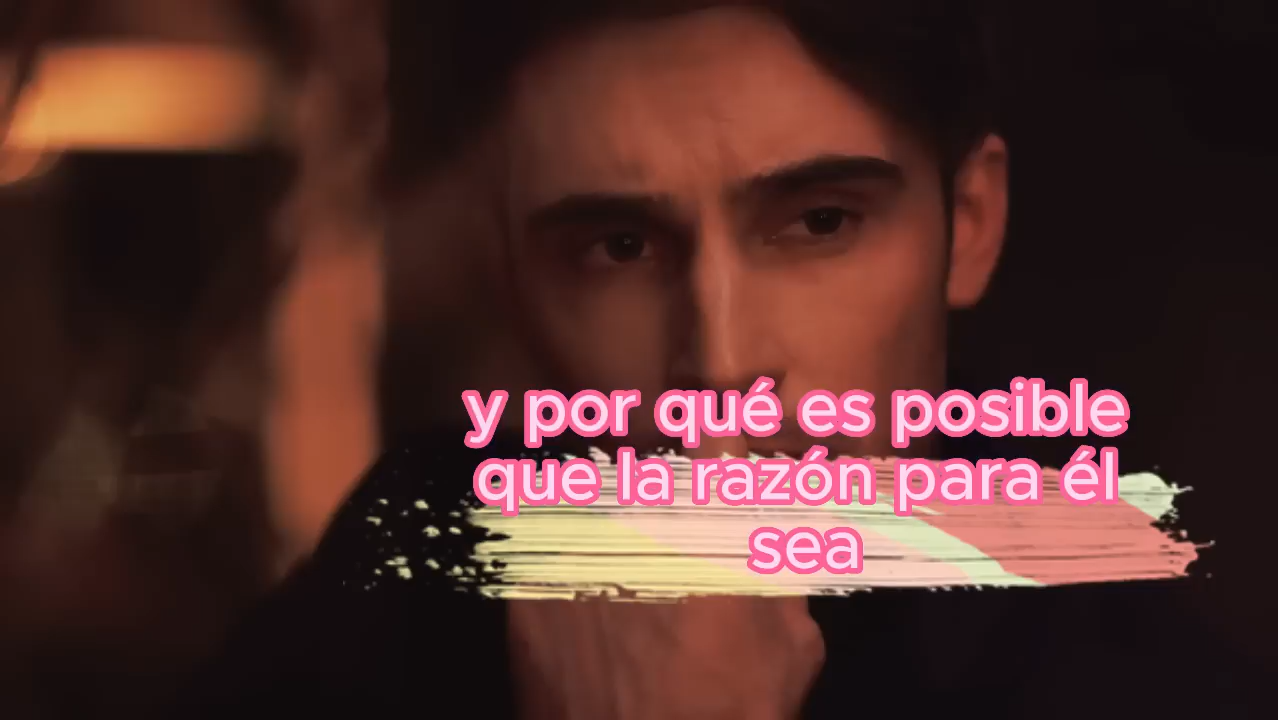 y por qué es posible
que la razón para él
sea